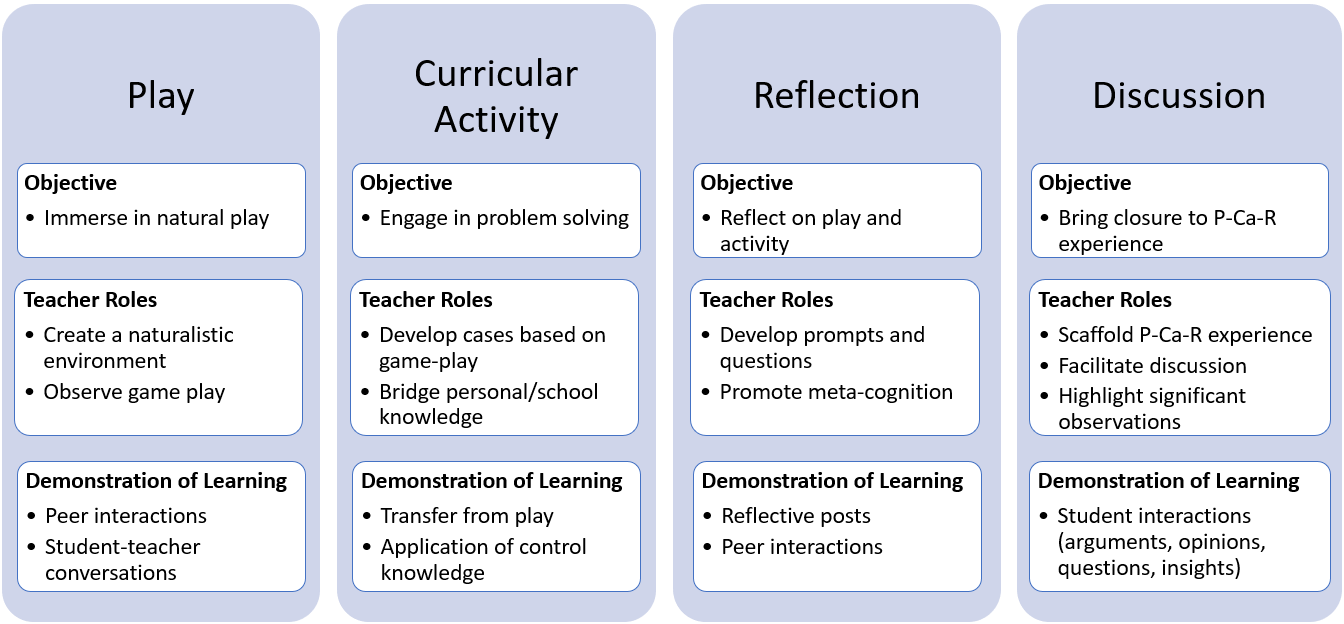 Play
Objective
• Immerse in natural play
Teacher Roles
• Create a naturalistic
environment
• Observe game play
Demonstration of Learning
• Peer interactions
• Student-teacher
conversations
Curricular
Activity
Objective
• Engage in problem solving
Teacher Roles
• Develop cases based on
game-play
• Bridge personal/school
knowledge
Demonstration of Learning
• Transfer from play
• Application of control
knowledge
Reflection
Objective
• Reflect on play and
activity
Teacher Roles
• Develop prompts and
questions
• Promote meta-cognition
Demonstration of Learning
• Reflective posts
• Peer interactions
Discussion
Objective
• Bring closure to P-Ca-R
experience
Teacher Roles
• Scaffold P-Ca-R experience
• Facilitate discussion
• Highlight significant
observations
Demonstration of Learning
• Student interactions
(arguments, opinions,
questions, insights)